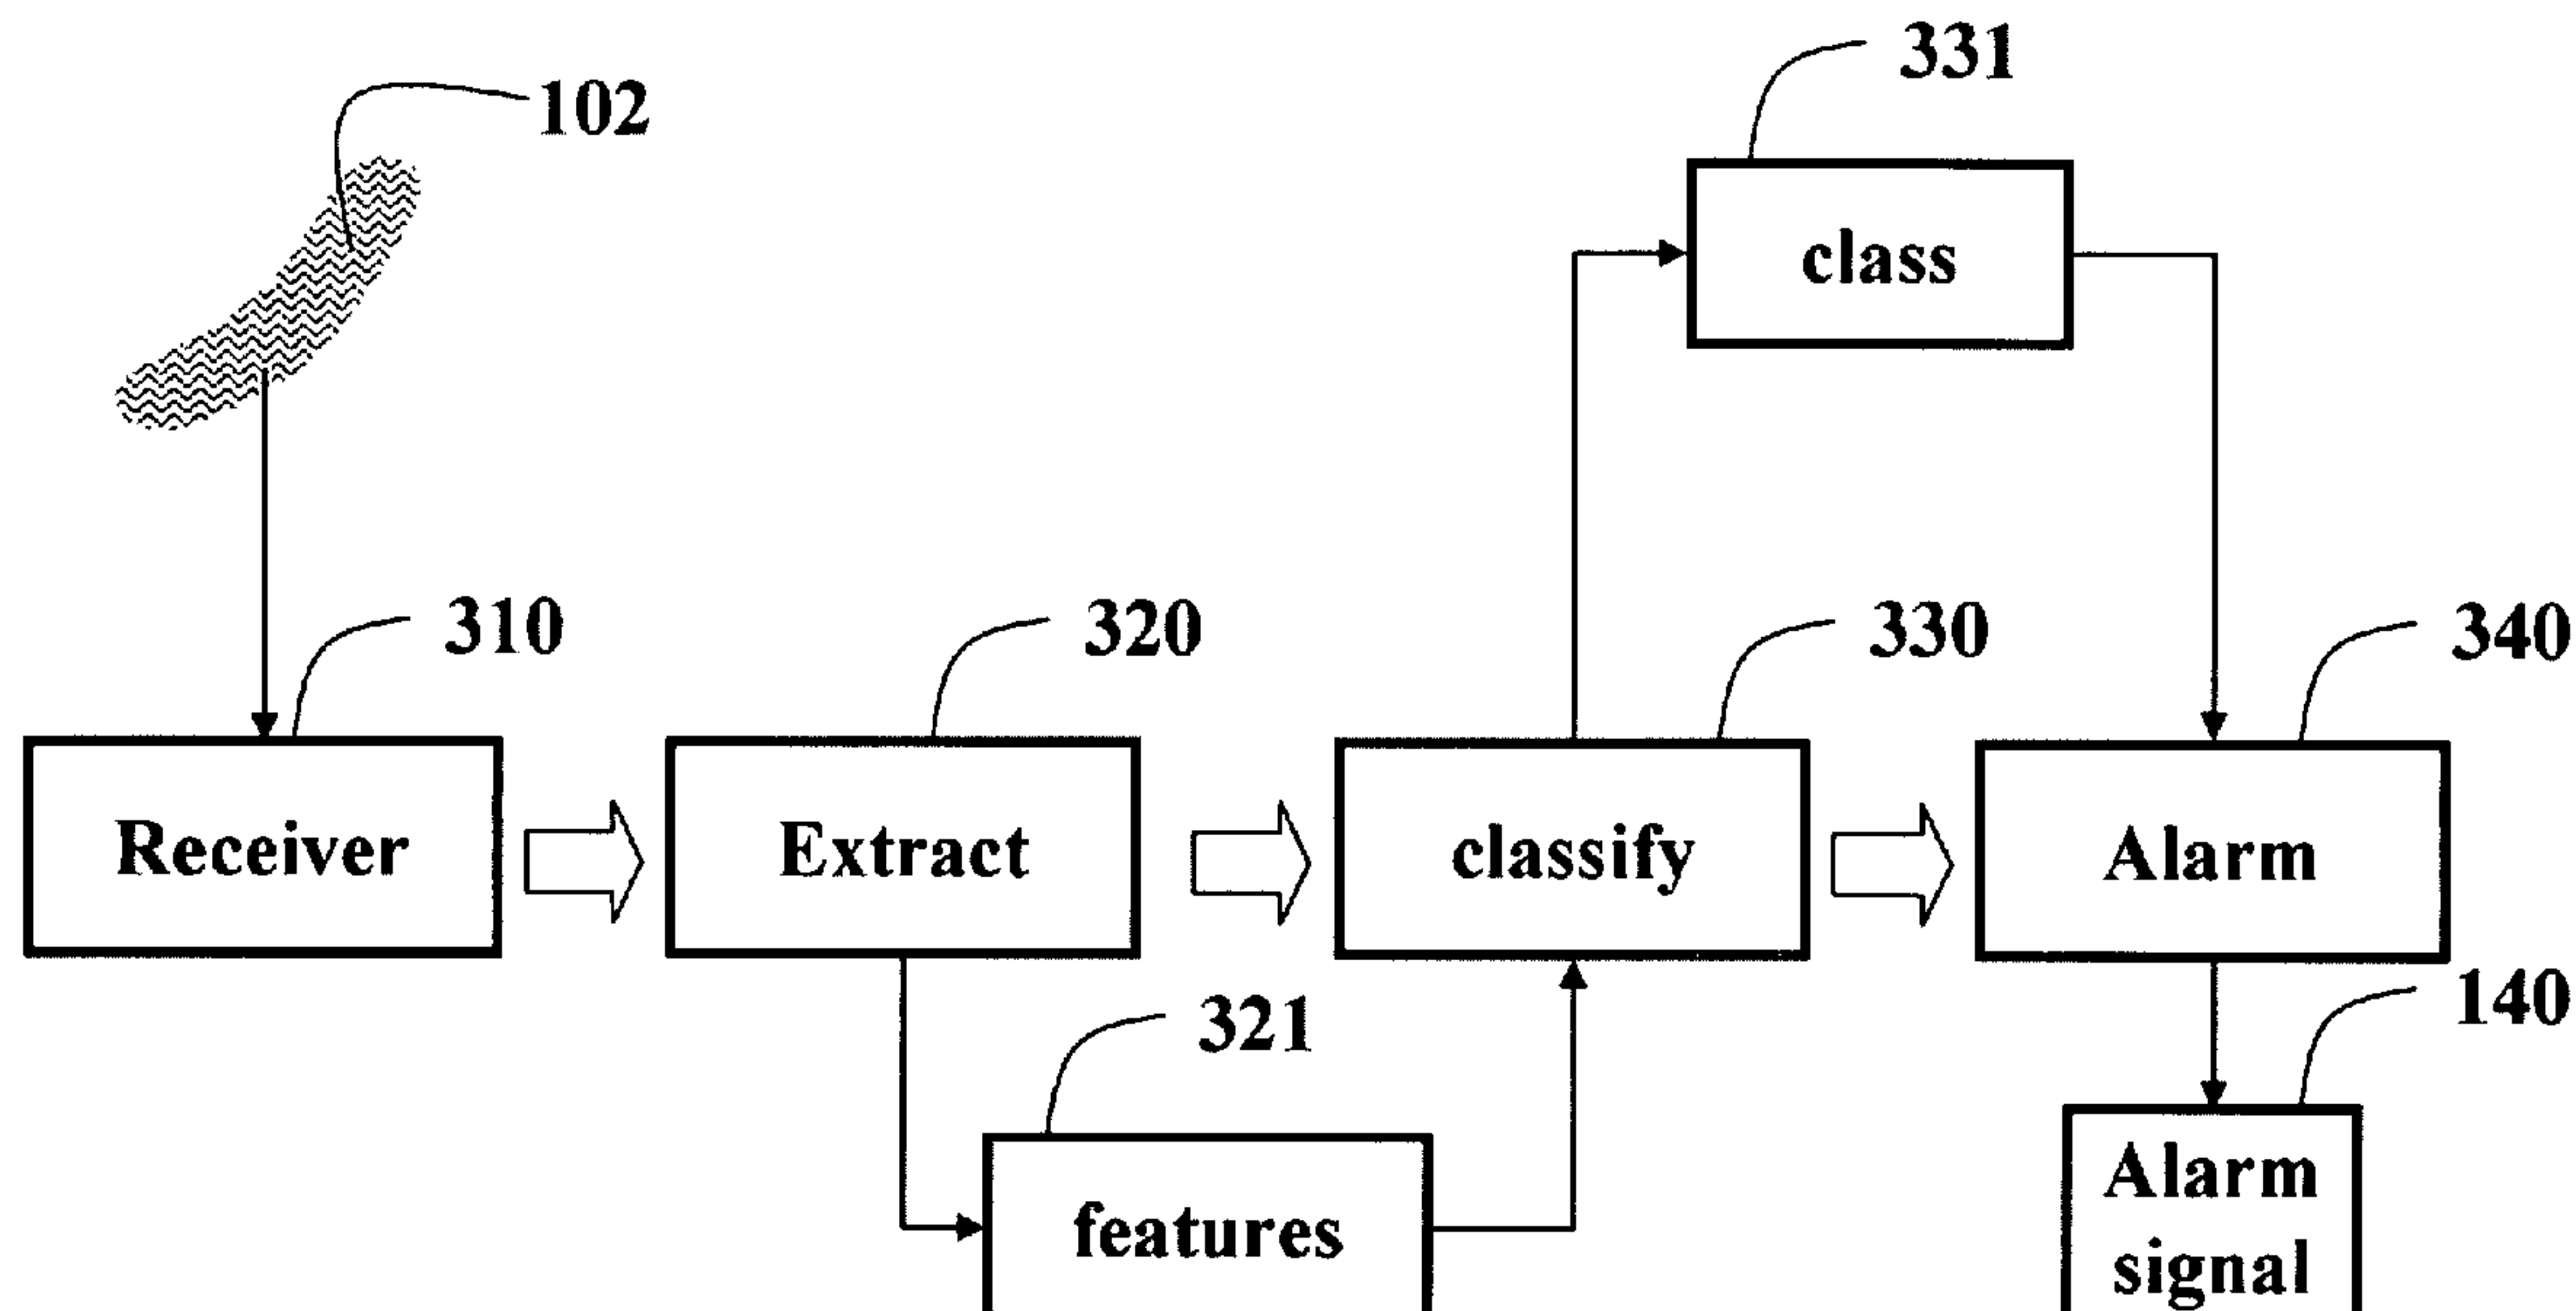 331
102
class
310
320
330
340
Receiver
Extract
classify
Alarm
321
140
features
Alarm
signal